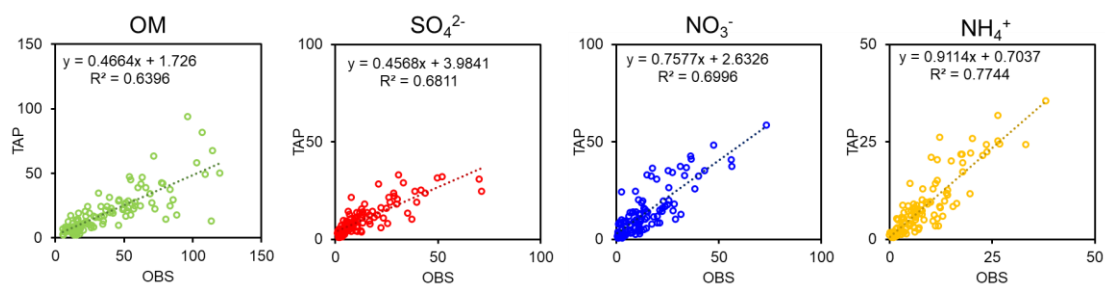 OM
150
y = 0.4664x + 1.726
R² = 0.6396
100
TAP
50
0
0 50 100 150
OBS
SO₄²⁻
100
y = 0.4568x + 3.9841
R² = 0.6811
TAP
50
0
0 50 100
OBS
NO₃⁻
100
y = 0.7577x + 2.6326
R² = 0.6996
TAP
50
0
0 50 100
OBS
NH₄⁺
50
y = 0.9114x + 0.7037
R² = 0.7744
TAP
25
0
0 25 50
OBS